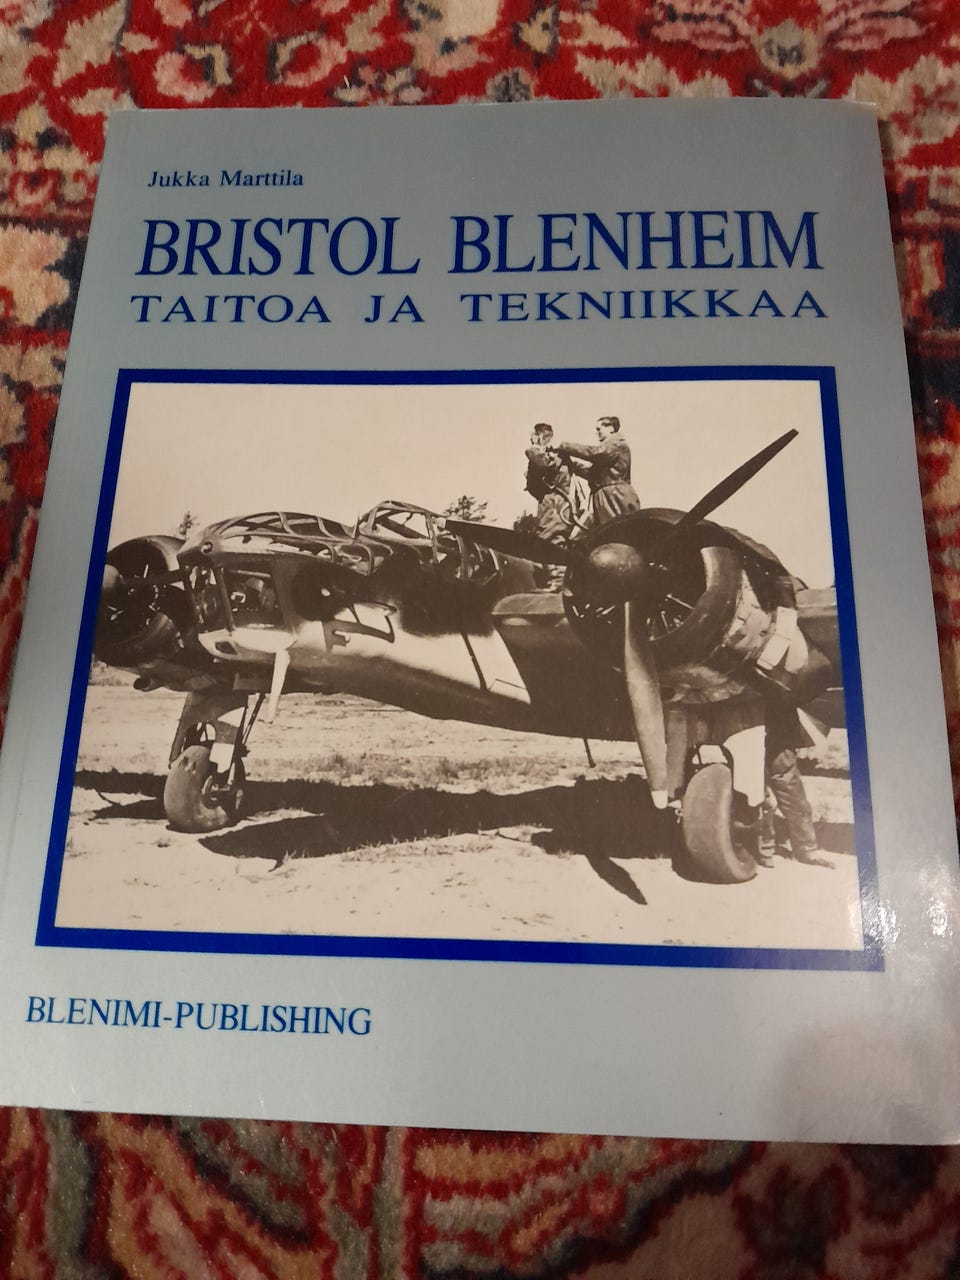 Jukka Marttila
BRISTOL BLENHEIM
TAITOA JA TEKNIIKKAA
BLENIMI-PUBLISHING